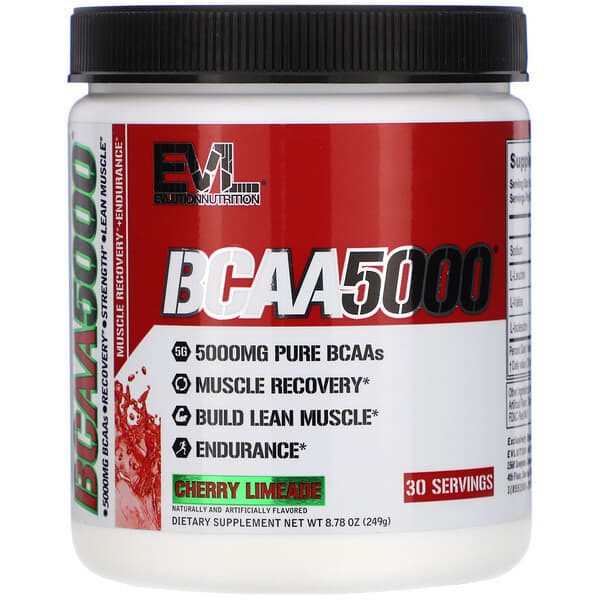 EVL
EVLUTIONNUTRITION®
BCAA5000®
5G 5000MG PURE BCAAs
MUSCLE RECOVERY*
BUILD LEAN MUSCLE*
ENDURANCE*
CHERRY LIMEADE
30 SERVINGS
NATURALLY AND ARTIFICIALLY FLAVORED
DIETARY SUPPLEMENT NET WT 8.78 OZ (249g)
BCAA5000®
•5000MG BCAAs •RECOVERY* •STRENGTH* •LEAN MUSCLE*
MUSCLE RECOVERY*+ENDURANCE*
Sodium
L-Leucine